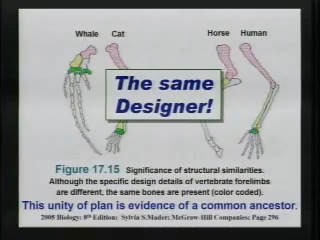 Whale Cat Horse Human
The same
Designer!
Figure 17.15 Significance of structural similarities.
Although the specific design details of vertebrate forelimbs
are different, the same bones are present (color coded).
This unity of plan is evidence of a common ancestor.
2005 Biology: 8th Edition; Sylvia S.Mader; McGraw-Hill Companies; Page 296